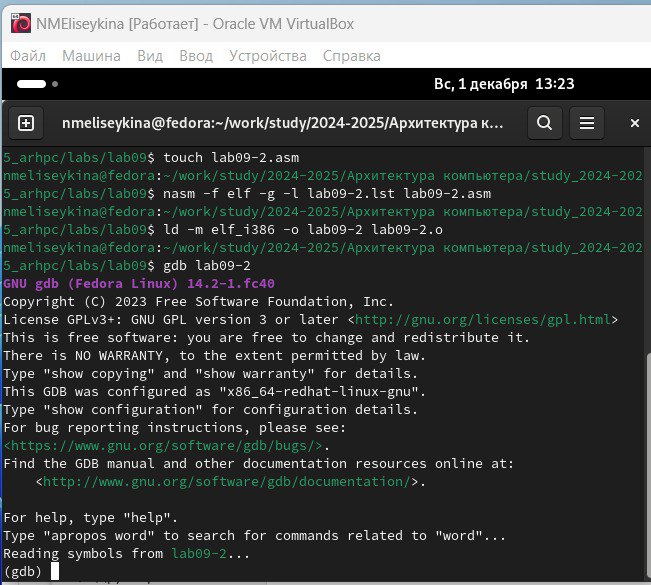 NMEliseykina [Работает] - Oracle VM VirtualBox
Файл Машина Вид Ввод Устройства Справка
Вс, 1 декабря 13:23
nmeliseykina@fedora:~/work/study/2024-2025/Архитектура к...
5_arhpc/labs/lab09$ touch lab09-2.asm
nmeliseykina@fedora:~/work/study/2024-2025/Архитектура компьютера/study_2024-202
5_arhpc/labs/lab09$ nasm -f elf -g -l lab09-2.lst lab09-2.asm
nmeliseykina@fedora:~/work/study/2024-2025/Архитектура компьютера/study_2024-202
5_arhpc/labs/lab09$ ld -m elf_i386 -o lab09-2 lab09-2.o
nmeliseykina@fedora:~/work/study/2024-2025/Архитектура компьютера/study_2024-202
5_arhpc/labs/lab09$ gdb lab09-2
GNU gdb (Fedora Linux) 14.2-1.fc40
Copyright (C) 2023 Free Software Foundation, Inc.
License GPLv3+: GNU GPL version 3 or later <http://gnu.org/licenses/gpl.html>
This is free software: you are free to change and redistribute it.
There is NO WARRANTY, to the extent permitted by law.
Type "show copying" and "show warranty" for details.
This GDB was configured as "x86_64-redhat-linux-gnu".
Type "show configuration" for configuration details.
For bug reporting instructions, please see:
<https://www.gnu.org/software/gdb/bugs/>.
Find the GDB manual and other documentation resources online at:
<http://www.gnu.org/software/gdb/documentation/>.
For help, type "help".
Type "apropos word" to search for commands related to "word"...
Reading symbols from lab09-2...
(gdb)